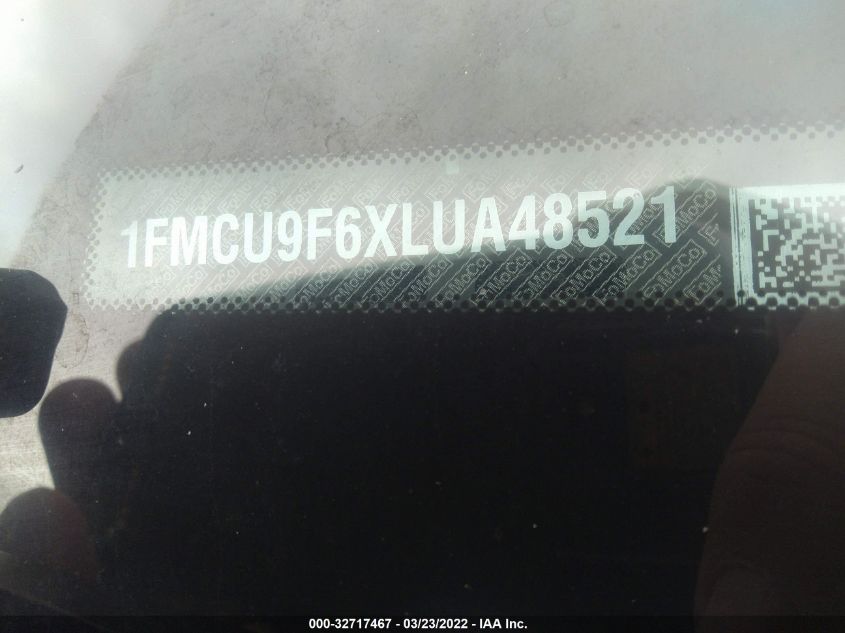 1FMCU9F6XLUA48521
000-32717467 - 03/23/2022 - IAA Inc.